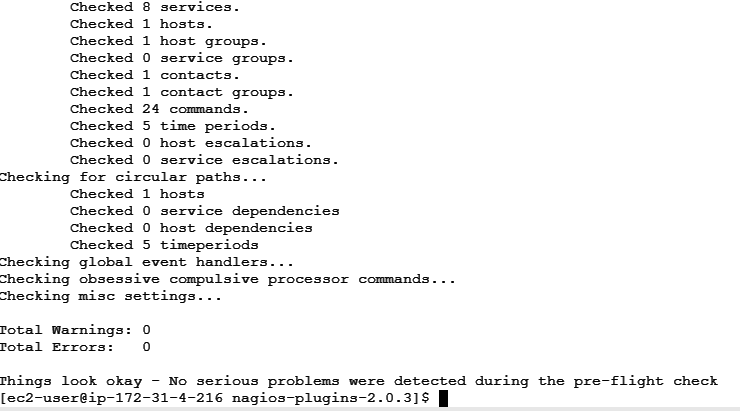 Checked 8 services.
Checked 1 hosts.
Checked 1 host groups.
Checked 0 service groups.
Checked 1 contacts.
Checked 1 contact groups.
Checked 24 commands.
Checked 5 time periods.
Checked 0 host escalations.
Checked 0 service escalations.
Checking for circular paths...
Checked 1 hosts
Checked 0 service dependencies
Checked 0 host dependencies
Checked 5 timeperiods
Checking global event handlers...
Checking obsessive compulsive processor commands...
Checking misc settings...
Total Warnings: 0
Total Errors:   0
Things look okay - No serious problems were detected during the pre-flight check
[ec2-user@ip-172-31-4-216 nagios-plugins-2.0.3]$